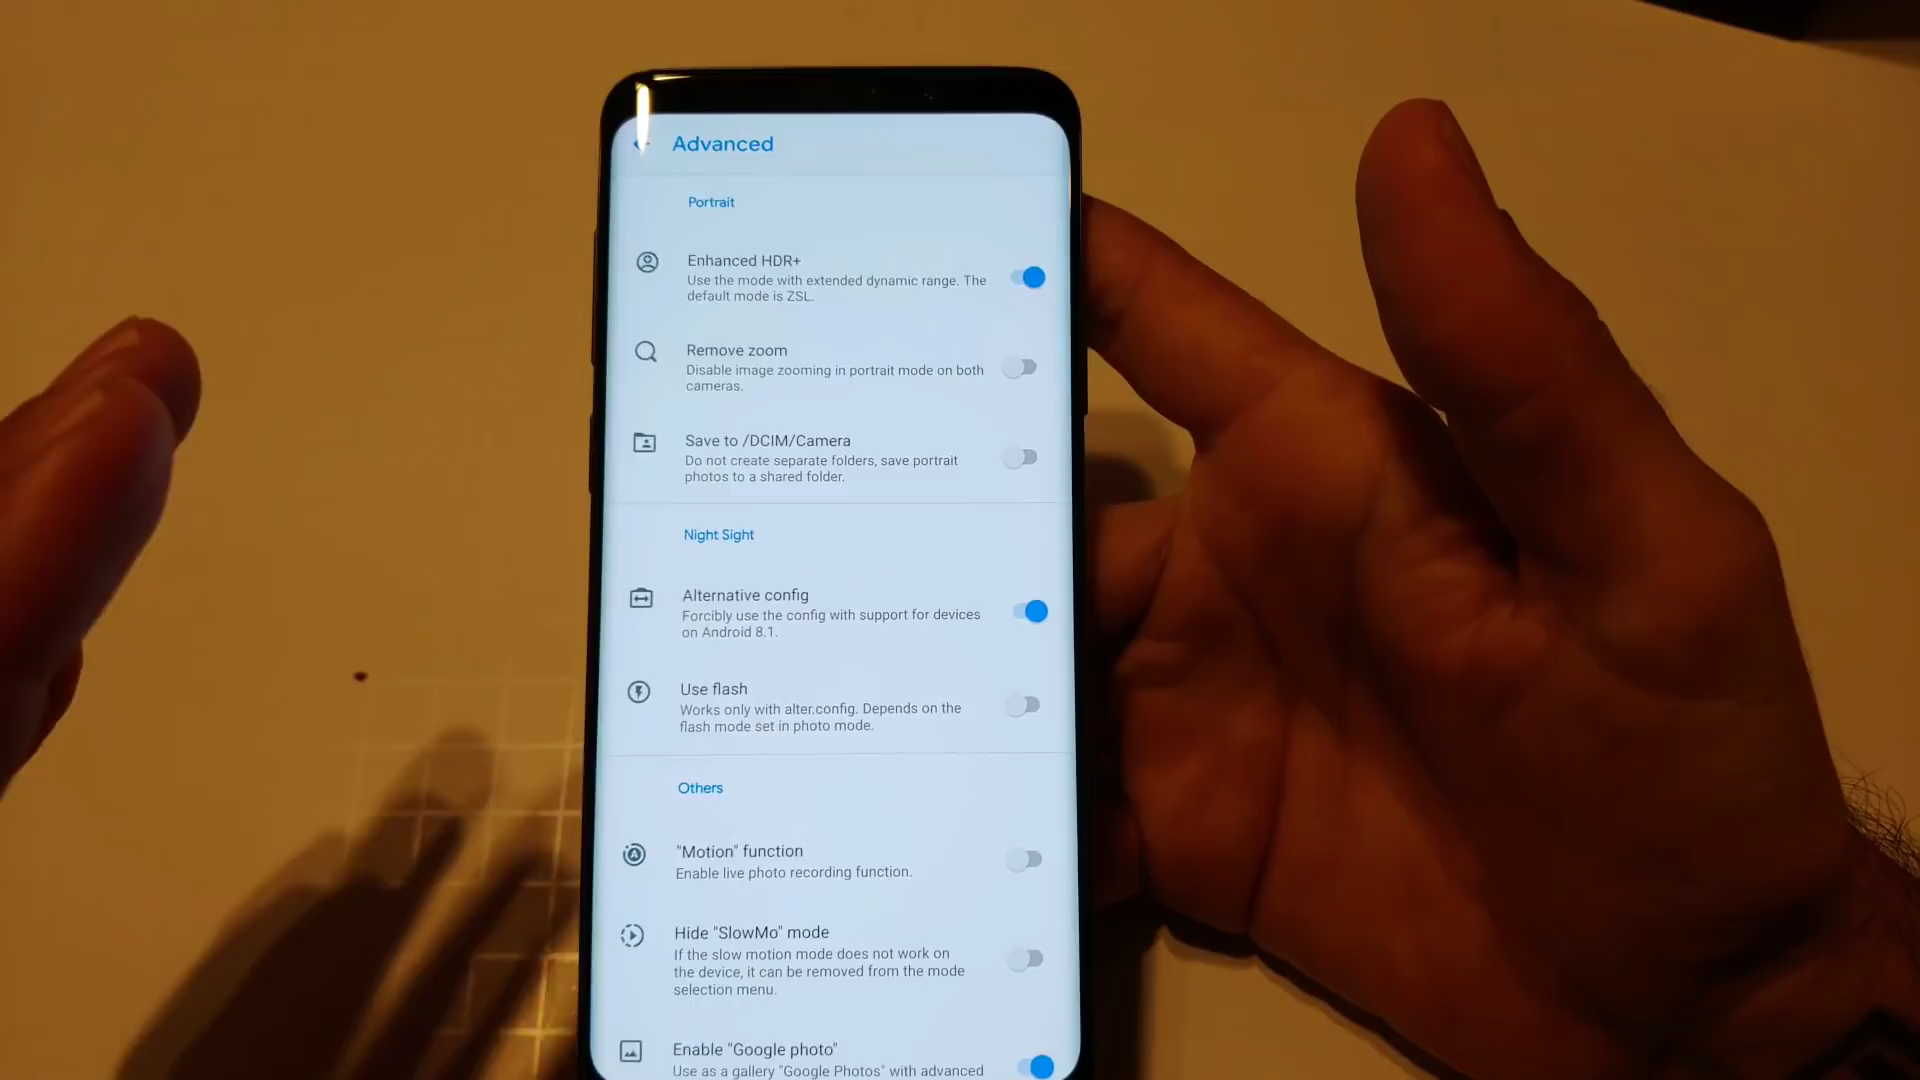 Advanced
Portrait
Enhanced HDR+
Use the mode with extended dynamic range. The
default mode is ZSL.
Remove zoom
Disable image zooming in portrait mode on both
cameras.
Save to /DCIM/Camera
Do not create separate folders, save portrait
photos to a shared folder.
Night Sight
Alternative config
Forcibly use the config with support for devices
on Android 8.1.
Use flash
Works only with alter.config. Depends on the
flash mode set in photo mode.
Others
"Motion" function
Enable live photo recording function.
Hide "SlowMo" mode
If the slow motion mode does not work on
the device, it can be removed from the mode
selection menu.
Enable "Google photo"
Use as a gallery "Google Photos" with advanced